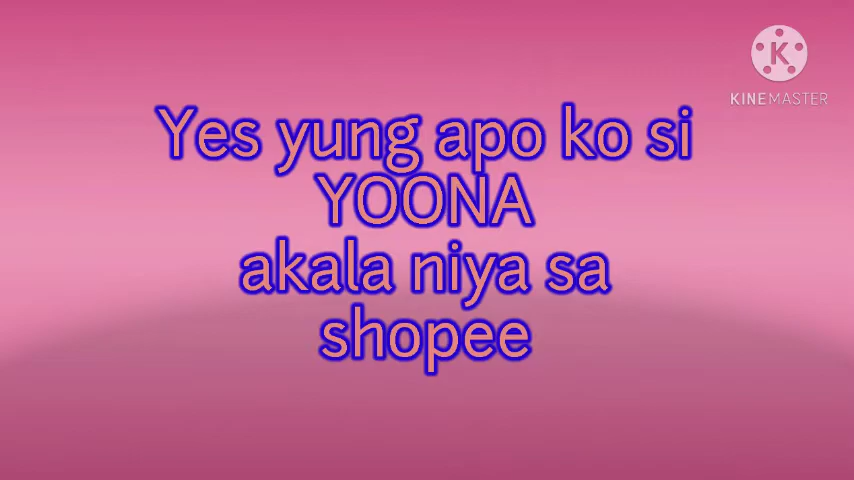 KINEMASTER
Yes yung apo ko si
YOONA
akala niya sa
shopee